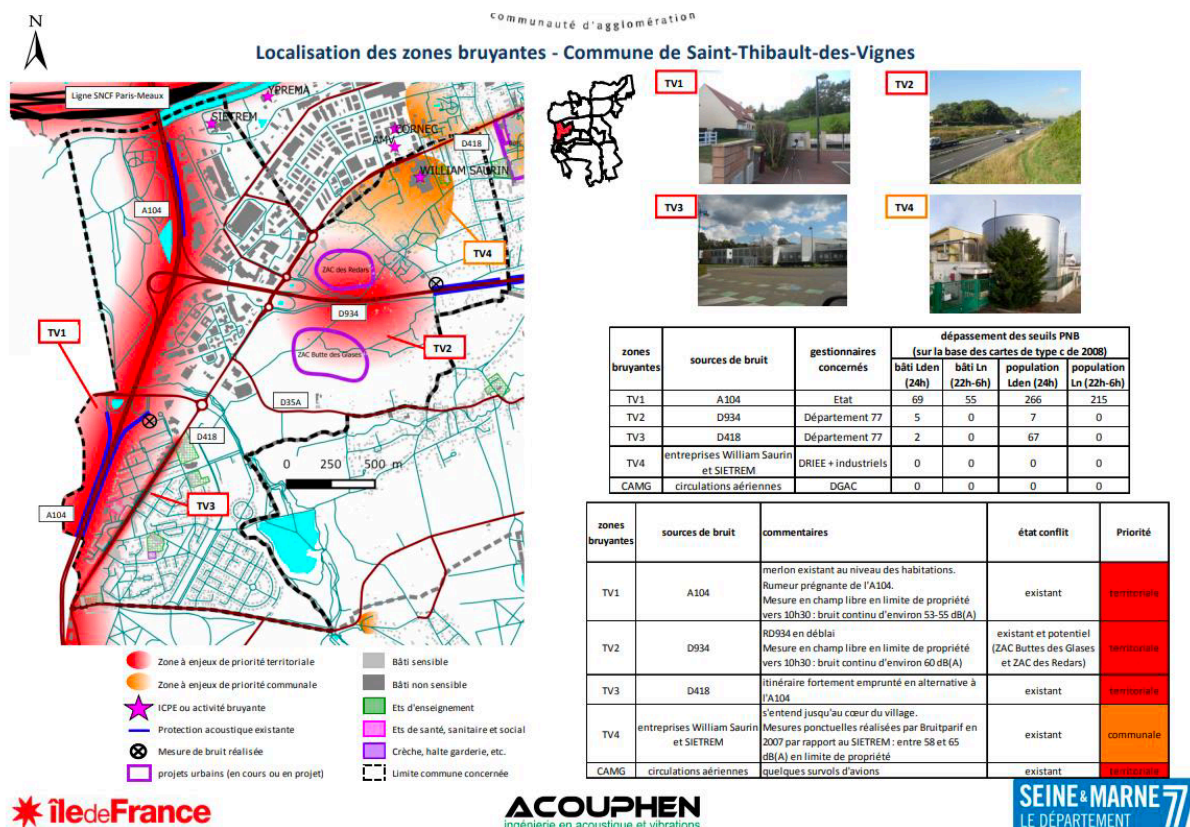 communauté d'agglomération
N
Localisation des zones bruyantes - Commune de Saint-Thibault-des-Vignes
Ligne SNCF Paris-Meaux
YPREMA
SIETREM
CORNEC
AMV
D418
WILLIAM SAURIN
A104
TV4
ZAC des Redars
D934
TV1
TV2
ZAC Butte des Glases
D35A
D418
0 250 500 m
TV3
A104
TV1
TV2
TV3
TV4
zones bruyantes
sources de bruit
gestionnaires concernés
dépassement des seuils PNB
(sur la base des cartes de type c de 2008)
bâti Lden (24h)
bâti Ln (22h-6h)
population Lden (24h)
population Ln (22h-6h)
TV1 A104 Etat 69 55 266 215
TV2 D934 Département 77 5 0 7 0
TV3 D418 Département 77 2 0 67 0
TV4 entreprises William Saurin et SIETREM DRIEE + industriels 0 0 0 0
CAMG circulations aériennes DGAC 0 0 0 0
zones bruyantes
sources de bruit
commentaires
état conflit
Priorité
TV1
A104
merlon existant au niveau des habitations.
Rumeur prégnante de l'A104.
Mesure en champ libre en limite de propriété
vers 10h30 : bruit continu d'environ 53-55 dB(A)
existant
territoriale
TV2
D934
RD934 en déblai
Mesure en champ libre en limite de propriété
vers 10h30 : bruit continu d'environ 60 dB(A)
existant et potentiel
(ZAC Buttes des Glases
et ZAC des Redars)
territoriale
TV3
D418
itinéraire fortement emprunté en alternative à
l'A104
existant
territoriale
TV4
entreprises William Saurin
et SIETREM
s'entend jusqu'au cœur du village.
Mesures ponctuelles réalisées par Bruitparif en
2007 par rapport au SIETREM : entre 58 et 65
dB(A) en limite de propriété
existant
communale
CAMG
circulations aériennes
quelques survols d'avions
existant
territoriale
Zone à enjeux de priorité territoriale
Zone à enjeux de priorité communale
ICPE ou activité bruyante
Protection acoustique existante
Mesure de bruit réalisée
projets urbains (en cours ou en projet)
Bâti sensible
Bâti non sensible
Ets d'enseignement
Ets de santé, sanitaire et social
Crèche, halte garderie, etc.
Limite commune concernée
îledeFrance
ACOUPHEN
ingénierie en acoustique et vibrations
SEINE & MARNE 77
LE DÉPARTEMENT